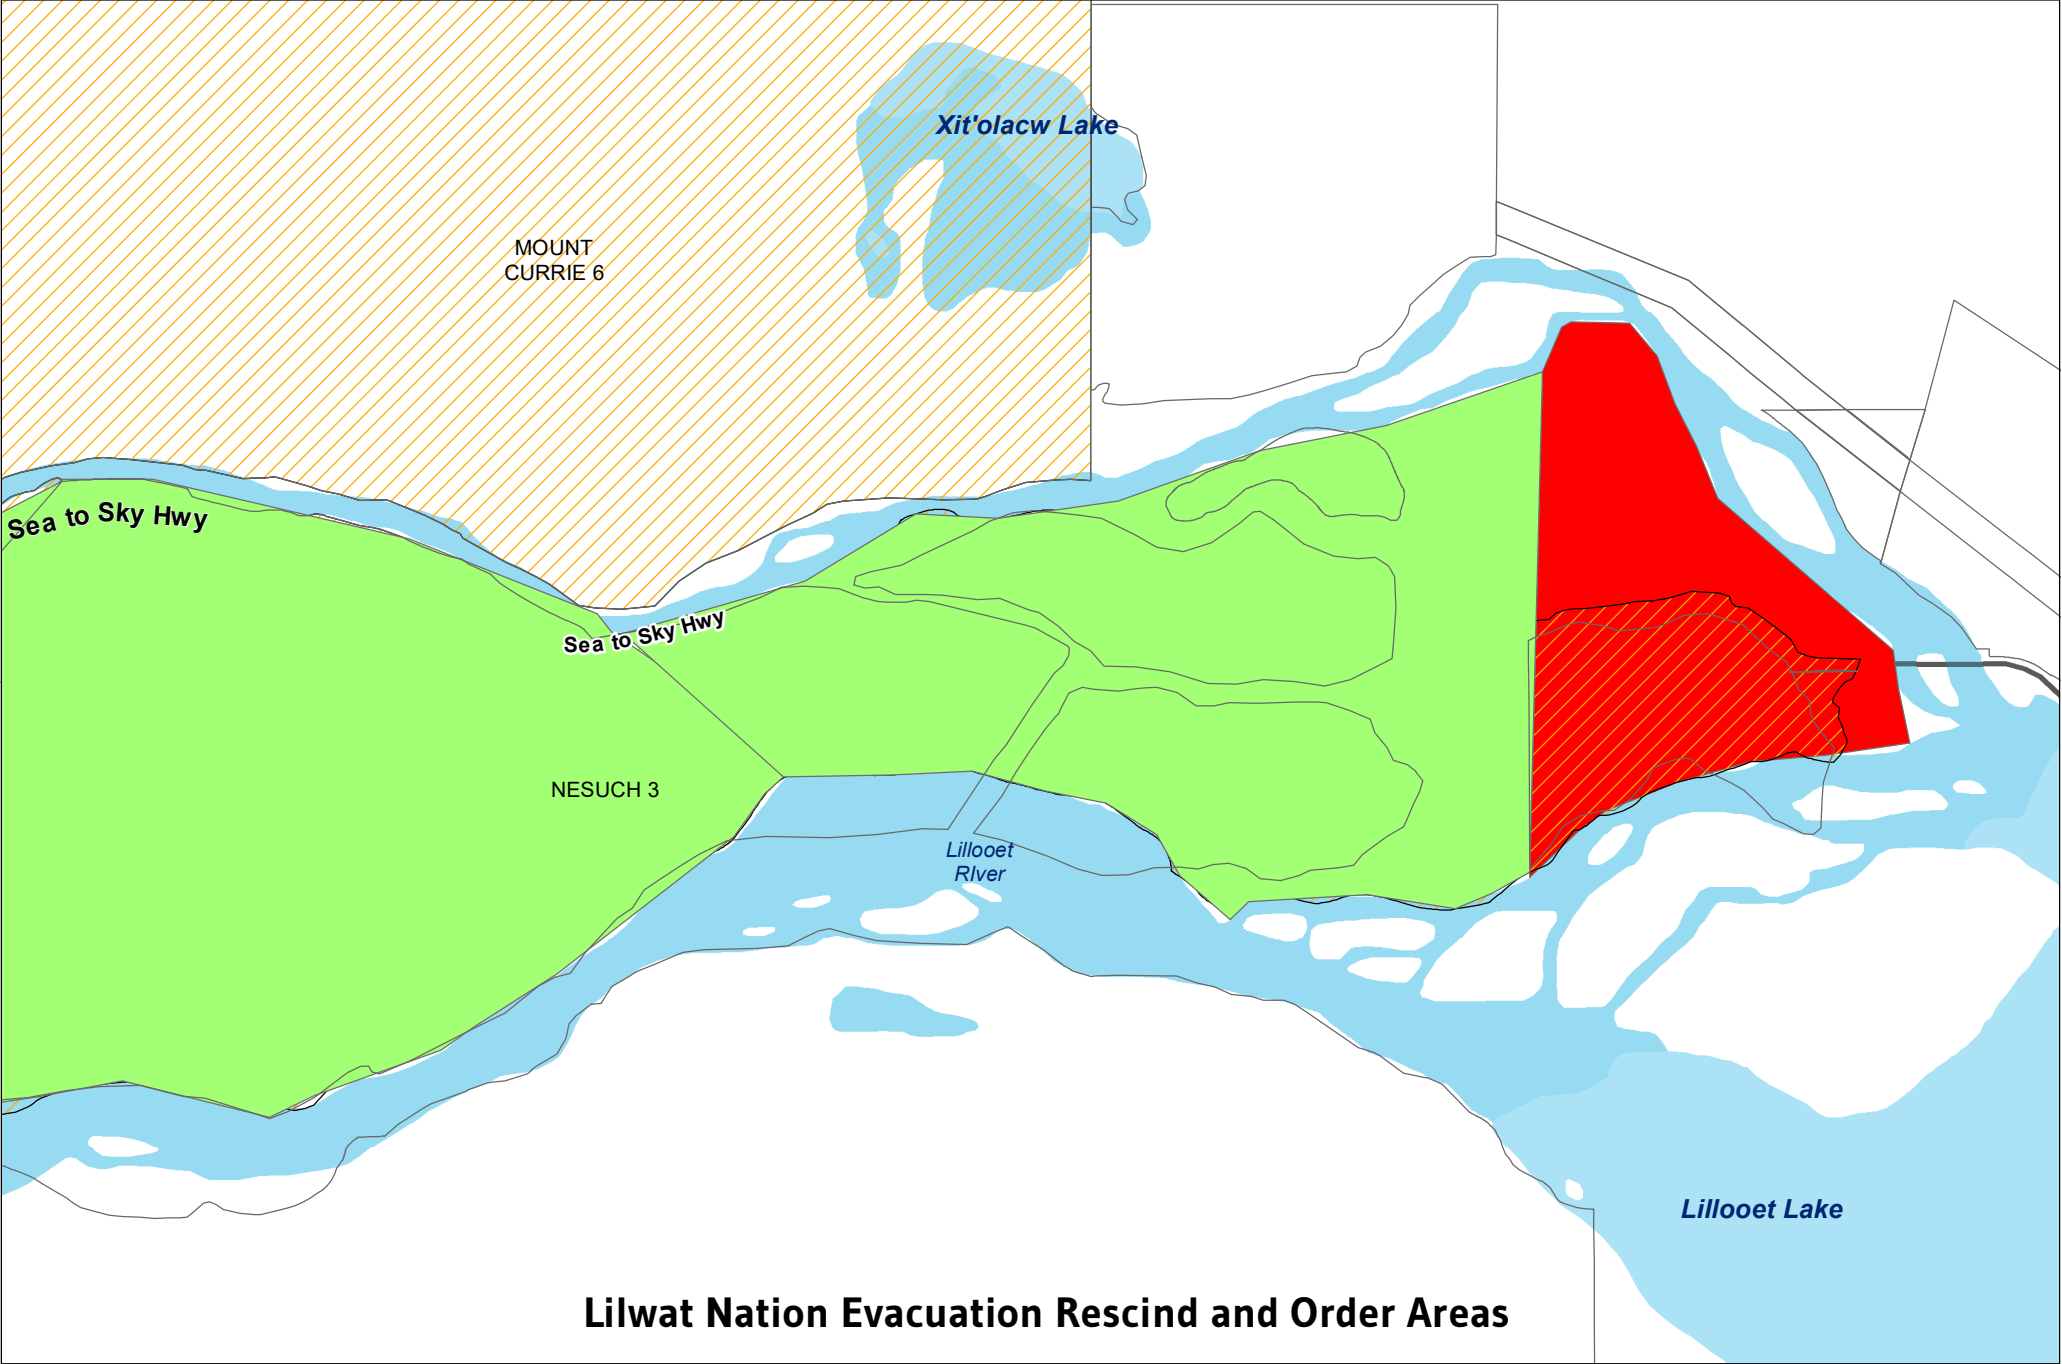 Xit'olacw Lake
MOUNT
CURRIE 6
Sea to Sky Hwy
Sea to Sky Hwy
NESUCH 3
Lillooet
RIver
Lillooet Lake
Lilwat Nation Evacuation Rescind and Order Areas